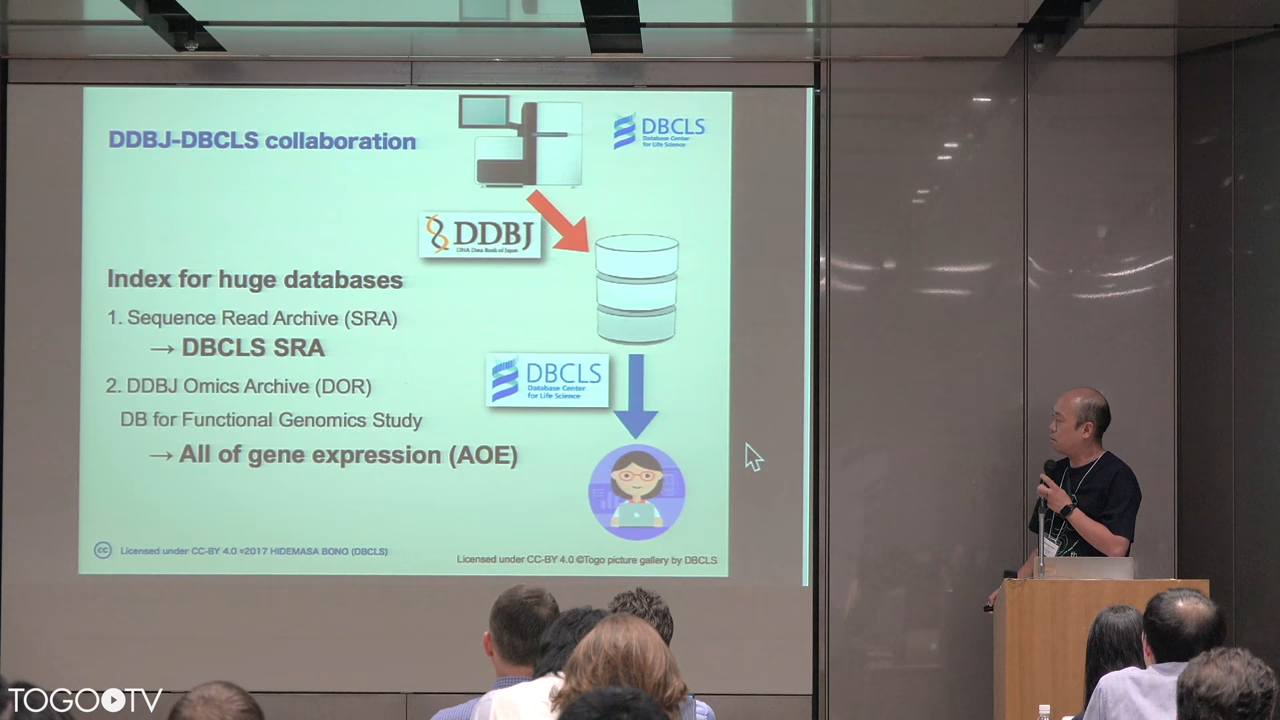 DDBJ-DBCLS collaboration
DBCLS
Database Center
for Life Science
DDBJ
DNA Data Bank of Japan
Index for huge databases
1. Sequence Read Archive (SRA)
→ DBCLS SRA
DBCLS
Database Center
for Life Science
2. DDBJ Omics Archive (DOR)
DB for Functional Genomics Study
→ All of gene expression (AOE)
cc Licensed under CC-BY 4.0 ©2017 HIDEMASA BONO (DBCLS)
Licensed under CC-BY 4.0 ©Togo picture gallery by DBCLS
TOGOTV